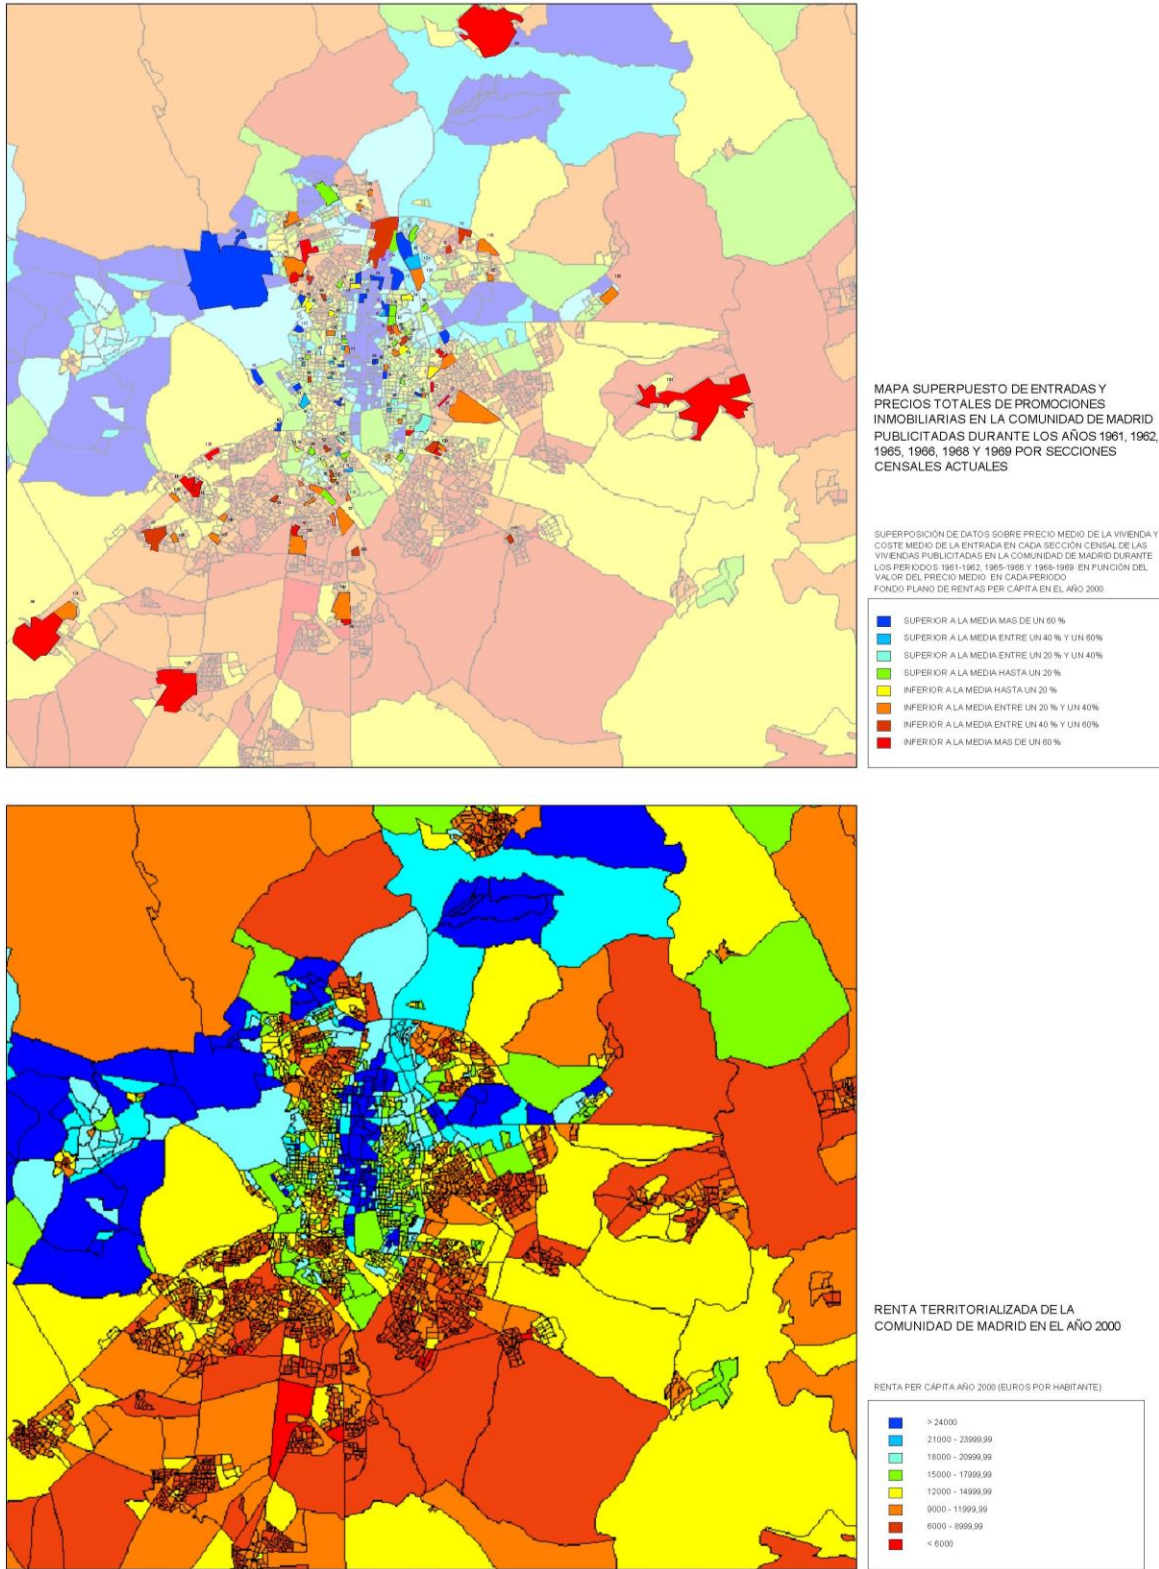 MAPA SUPERPUESTO DE ENTRADAS Y
PRECIOS TOTALES DE PROMOCIONES
INMOBILIARIAS EN LA COMUNIDAD DE MADRID
PUBLICITADAS DURANTE LOS AÑOS 1961, 1962,
1965, 1966, 1968 Y 1969 POR SECCIONES
CENSALES ACTUALES
SUPERPOSICIÓN DE DATOS SOBRE PRECIO MEDIO DE LA VIVIENDA Y
COSTE MEDIO DE LA ENTRADA EN CADA SECCIÓN CENSAL DE LAS
VIVIENDAS PUBLICITADAS EN LA COMUNIDAD DE MADRID DURANTE
LOS PERIODOS 1961-1962, 1965-1966 Y 1968-1969. EN FUNCIÓN DEL
VALOR DEL PRECIO MEDIO EN CADA PERIODO
FONDO PLANO DE RENTAS PER CÁPITA EN EL AÑO 2000.
SUPERIOR A LA MEDIA MAS DE UN 60 %
SUPERIOR A LA MEDIA ENTRE UN 40 % Y UN 60%
SUPERIOR A LA MEDIA ENTRE UN 20 % Y UN 40%
SUPERIOR A LA MEDIA HASTA UN 20 %
INFERIOR A LA MEDIA HASTA UN 20 %
INFERIOR A LA MEDIA ENTRE UN 20 % Y UN 40%
INFERIOR A LA MEDIA ENTRE UN 40 % Y UN 60%
INFERIOR A LA MEDIA MAS DE UN 60 %
RENTA TERRITORIALIZADA DE LA
COMUNIDAD DE MADRID EN EL AÑO 2000
RENTA PER CÁPITA AÑO 2000 (EUROS POR HABITANTE)
> 24000
21000 - 23999,99
18000 - 20999,99
15000 - 17999,99
12000 - 14999,99
9000 - 11999,99
6000 - 8999,99
< 6000